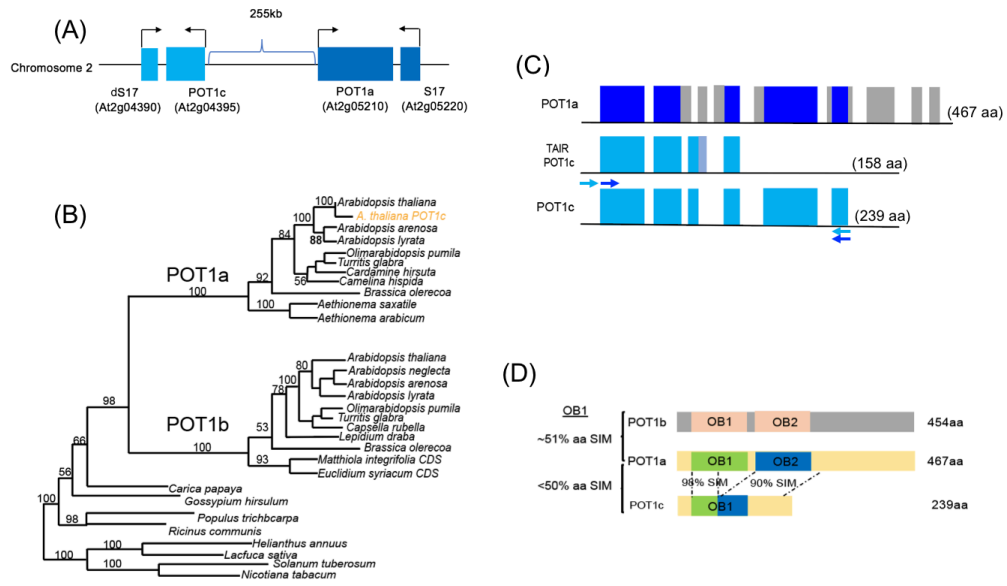 (A)
255kb
Chromosome 2
dS17
(At2g04390)
POT1c
(At2g04395)
POT1a
(At2g05210)
S17
(At2g05220)
(B)
POT1a
POT1b
100
Arabidopsis thaliana
A. thaliana POT1c
100
Arabidopsis arenosa
84
88
Arabidopsis lyrata
Olimarabidopsis pumila
Turritis glabra
92
Cardamine hirsuta
56
Camelina hispida
100
Brassica olerecoa
100
Aethionema saxatile
Aethionema arabicum
98
80
Arabidopsis thaliana
Arabidopsis neglecta
100
Arabidopsis arenosa
78
Arabidopsis lyrata
Olimarabidopsis pumila
Turritis glabra
53
Capsella rubella
Lepidium draba
100
Brassica olerecoa
93
Matthiola integrifolia CDS
Euclidium syriacum CDS
66
56
Carica papaya
Gossypium hirsulum
98
Populus trichbcarpa
Ricinus communis
100
100
Helianthus annuus
Lacfuca sativa
100
Solanum tuberosum
Nicotiana tabacum
(C)
POT1a
(467 aa)
TAIR
POT1c
(158 aa)
POT1c
(239 aa)
(D)
OB1
~51% aa SIM
<50% aa SIM
POT1b
OB1
OB2
454aa
POT1a
OB1
OB2
467aa
98% SIM
90% SIM
POT1c
OB1
239aa